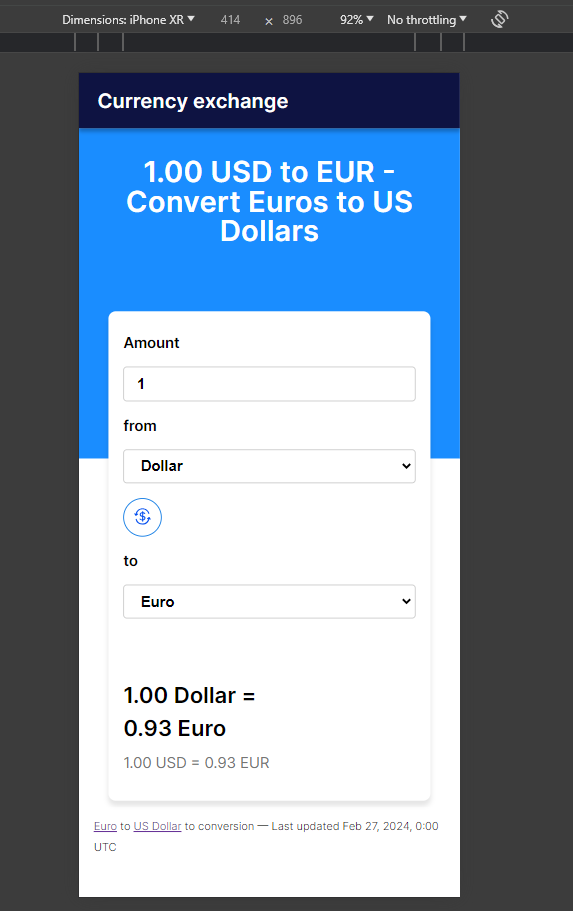 Dimensions: iPhone XR 414 × 896 92% No throttling
Currency exchange
1.00 USD to EUR -
Convert Euros to US
Dollars
Amount
1
from
Dollar
$
to
Euro
1.00 Dollar =
0.93 Euro
1.00 USD = 0.93 EUR
Euro to US Dollar to conversion — Last updated Feb 27, 2024, 0:00
UTC